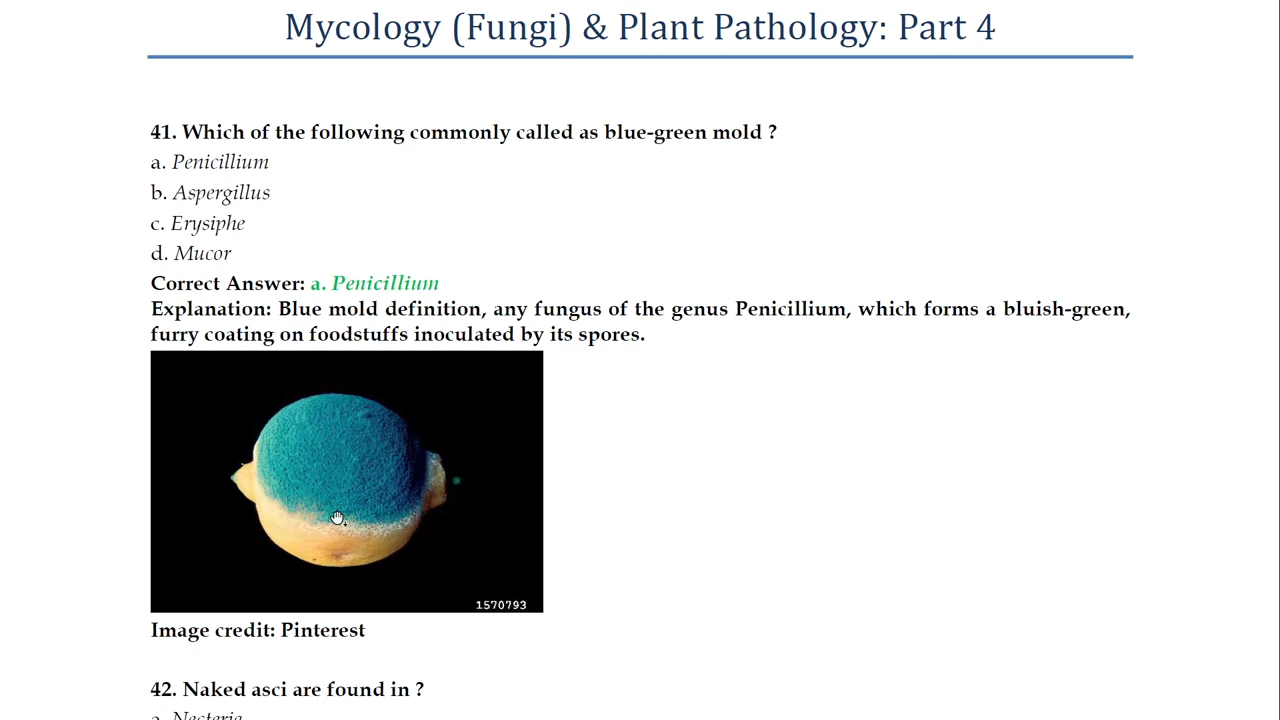 Mycology (Fungi) & Plant Pathology: Part 4
41. Which of the following commonly called as blue-green mold ?
a. Penicillium
b. Aspergillus
c. Erysiphe
d. Mucor
Correct Answer: a. Penicillium
Explanation: Blue mold definition, any fungus of the genus Penicillium, which forms a bluish-green,
furry coating on foodstuffs inoculated by its spores.
1570793
Image credit: Pinterest
42. Naked asci are found in ?
a. Necteria